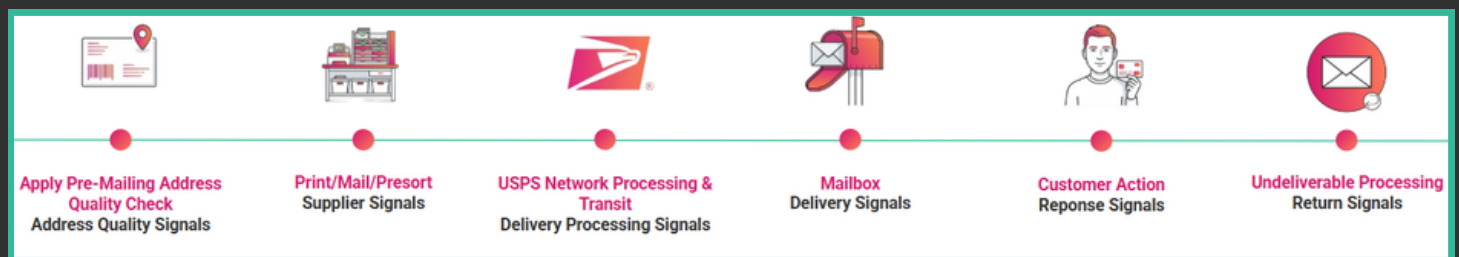 Apply Pre-Mailing Address
Quality Check
Address Quality Signals
Print/Mail/Presort
Supplier Signals
USPS Network Processing &
Transit
Delivery Processing Signals
Mailbox
Delivery Signals
Customer Action
Reponse Signals
Undeliverable Processing
Return Signals